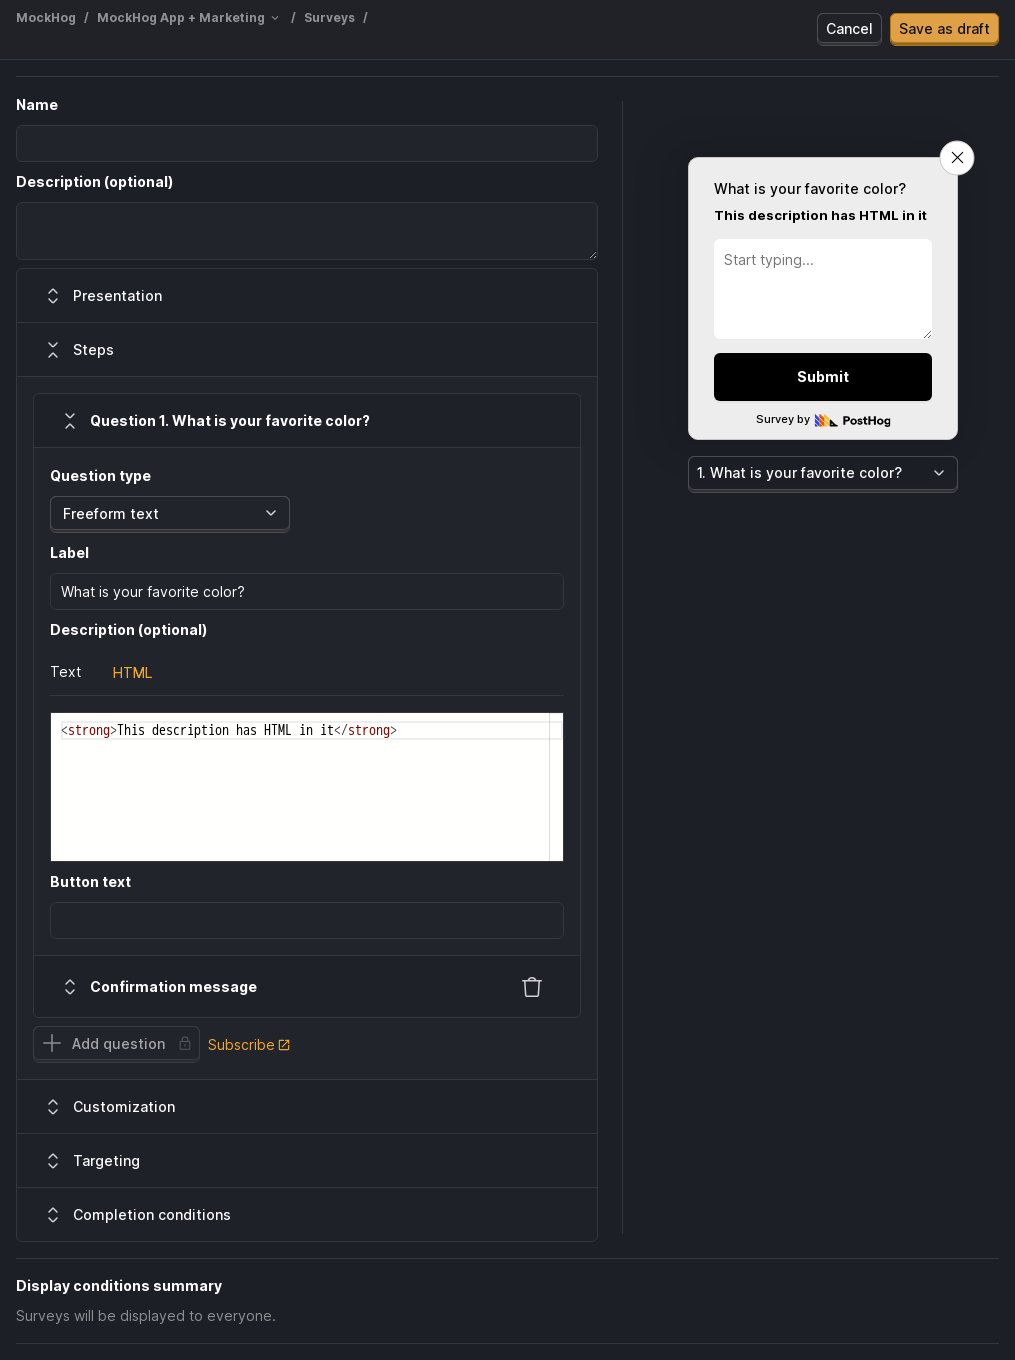 MockHog / MockHog App + Marketing / Surveys /
Cancel
Save as draft
Name
Description (optional)
Presentation
Steps
Question 1. What is your favorite color?
Question type
Freeform text
Label
What is your favorite color?
Description (optional)
Text HTML
<strong>This description has HTML in it</strong>
Button text
Confirmation message
Add question
Subscribe
Customization
Targeting
Completion conditions
What is your favorite color?
This description has HTML in it
Start typing...
Submit
Survey by PostHog
1. What is your favorite color?
Display conditions summary
Surveys will be displayed to everyone.